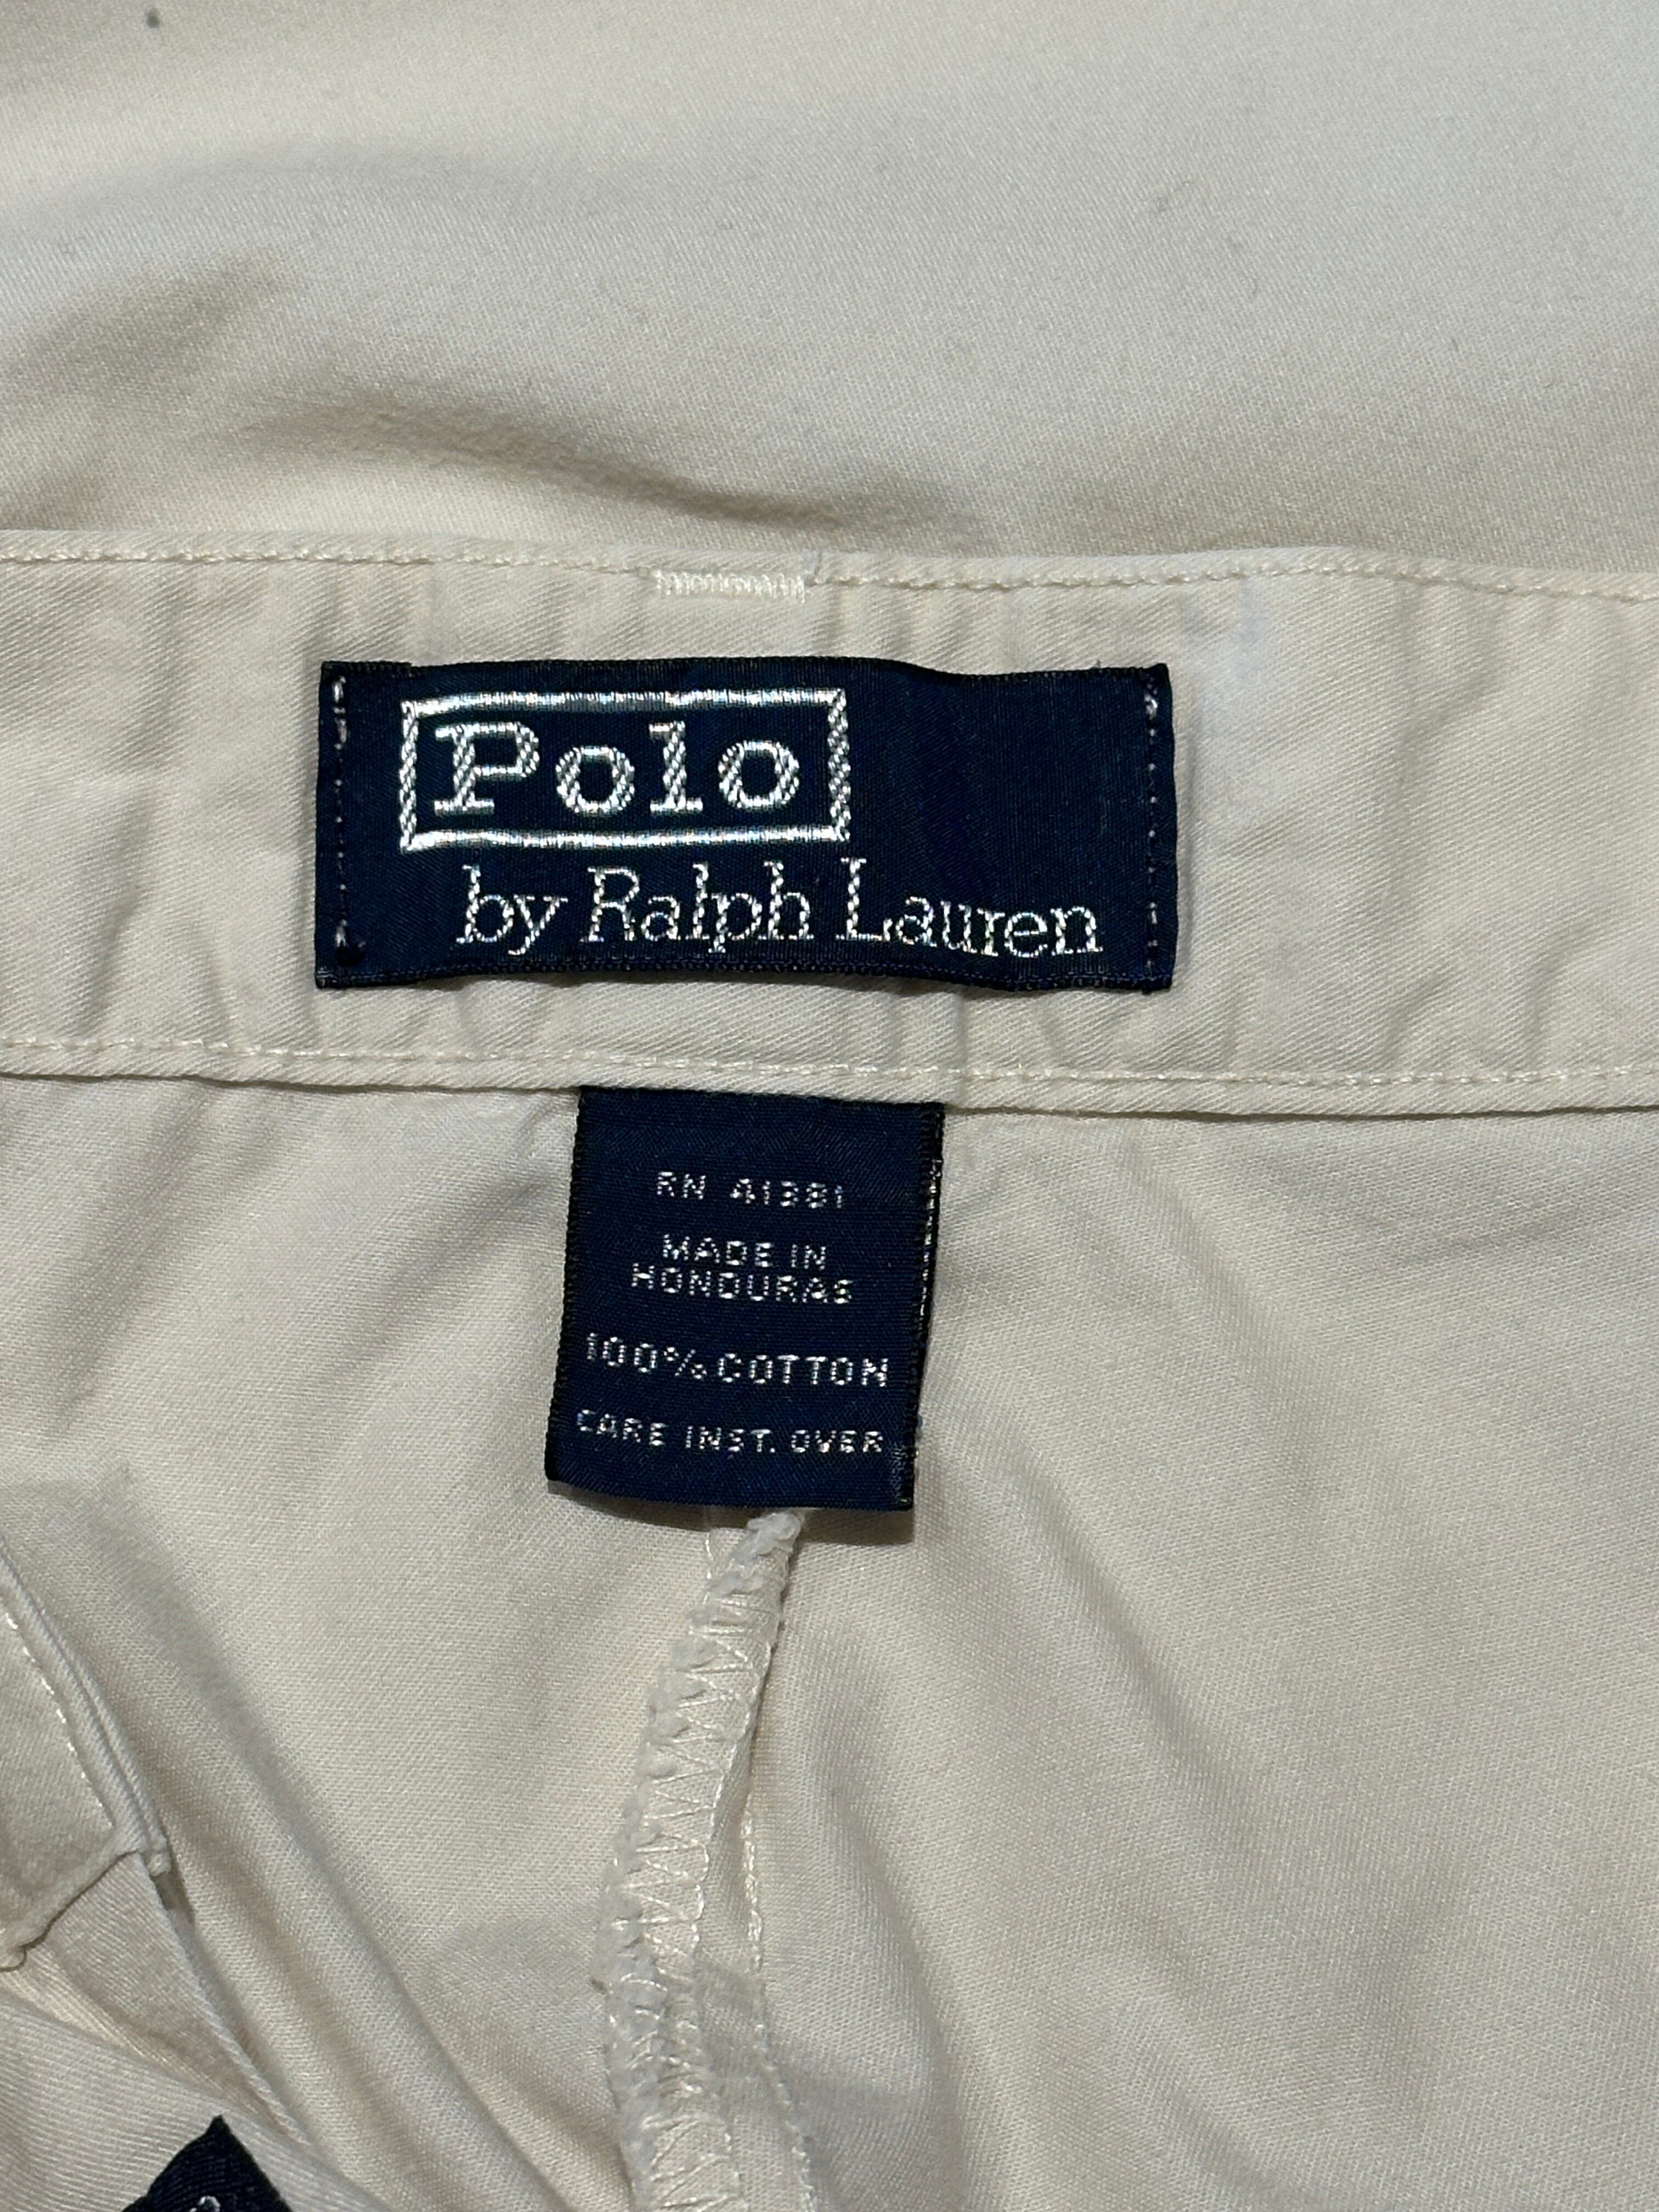 Polo
by Ralph Lauren
RN 41381
MADE IN
HONDURAS
100% COTTON
CARE INST. OVER